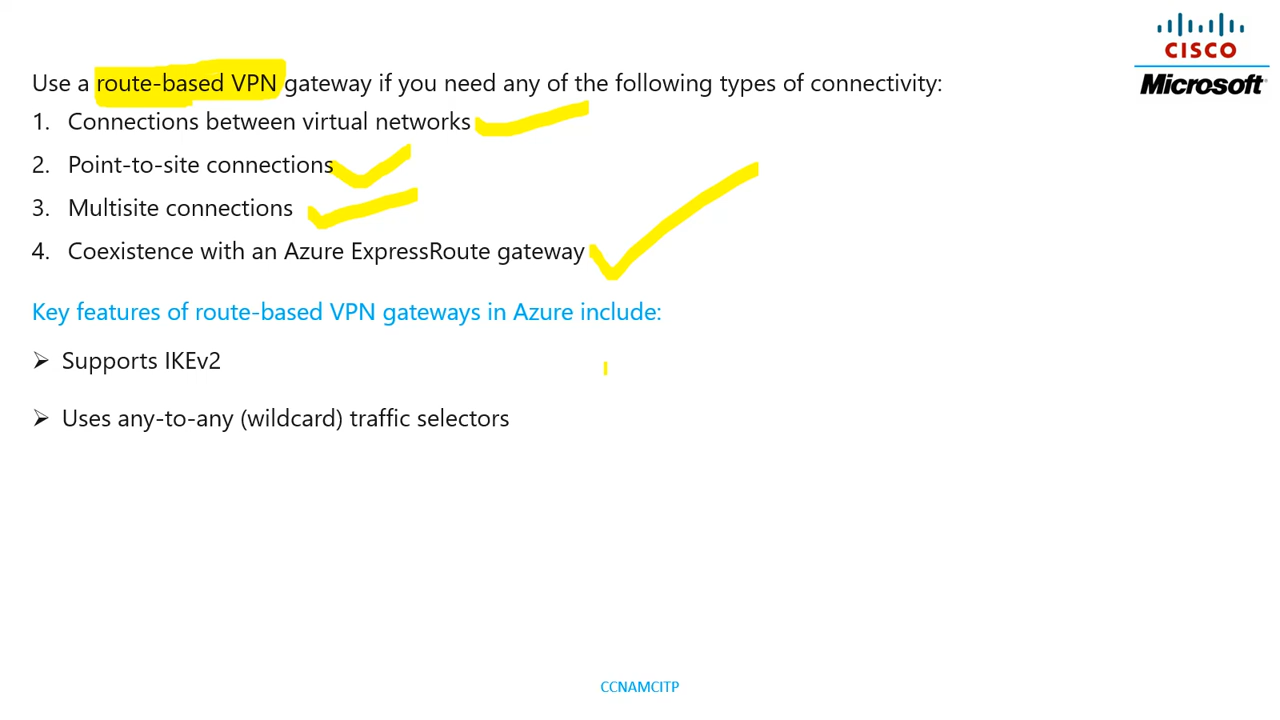 CISCO
Microsoft
Use a route-based VPN gateway if you need any of the following types of connectivity:
1. Connections between virtual networks
2. Point-to-site connections
3. Multisite connections
4. Coexistence with an Azure ExpressRoute gateway
Key features of route-based VPN gateways in Azure include:
➢ Supports IKEv2
➢ Uses any-to-any (wildcard) traffic selectors
CCNAMCITP